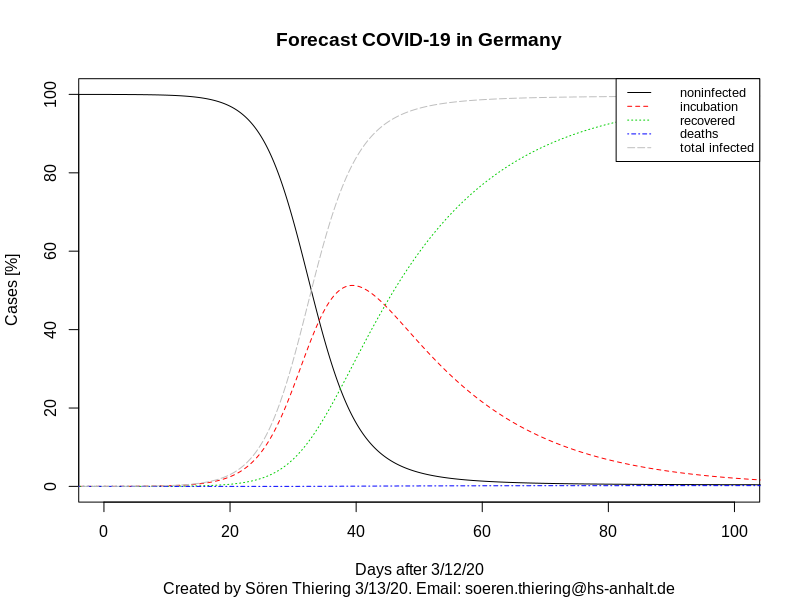 Forecast COVID-19 in Germany
noninfected
incubation
recovered
deaths
total infected
Cases [%]
100
80
60
40
20
0
0 20 40 60 80 100
Days after 3/12/20
Created by Sören Thiering 3/13/20. Email: soeren.thiering@hs-anhalt.de